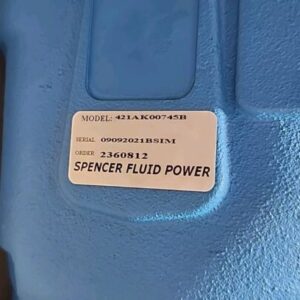 MODEL: 421AK00745B
SERIAL 09092021BSIM
ORDER 2360812
SPENCER FLUID POWER